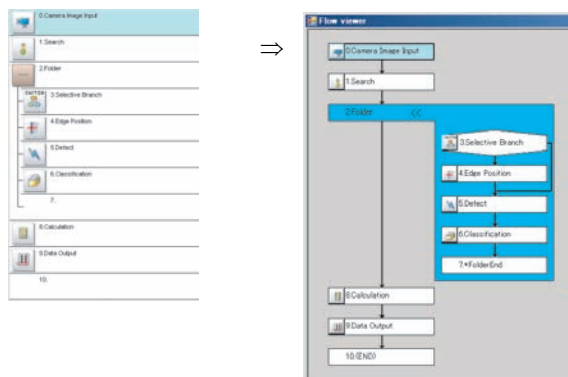 0.Camera Image Input
1.Search
2.Folder
3.Selective Branch
4.Edge Position
5.Defect
6.Classification
7.
8.Calculation
9.Data Output
10.
⇒
Flow viewer
0.Camera Image Input
1.Search
2.Folder <<
3.Selective Branch
4.Edge Position
5.Defect
6.Classification
7.*FolderEnd
8.Calculation
9.Data Output
10.(END)